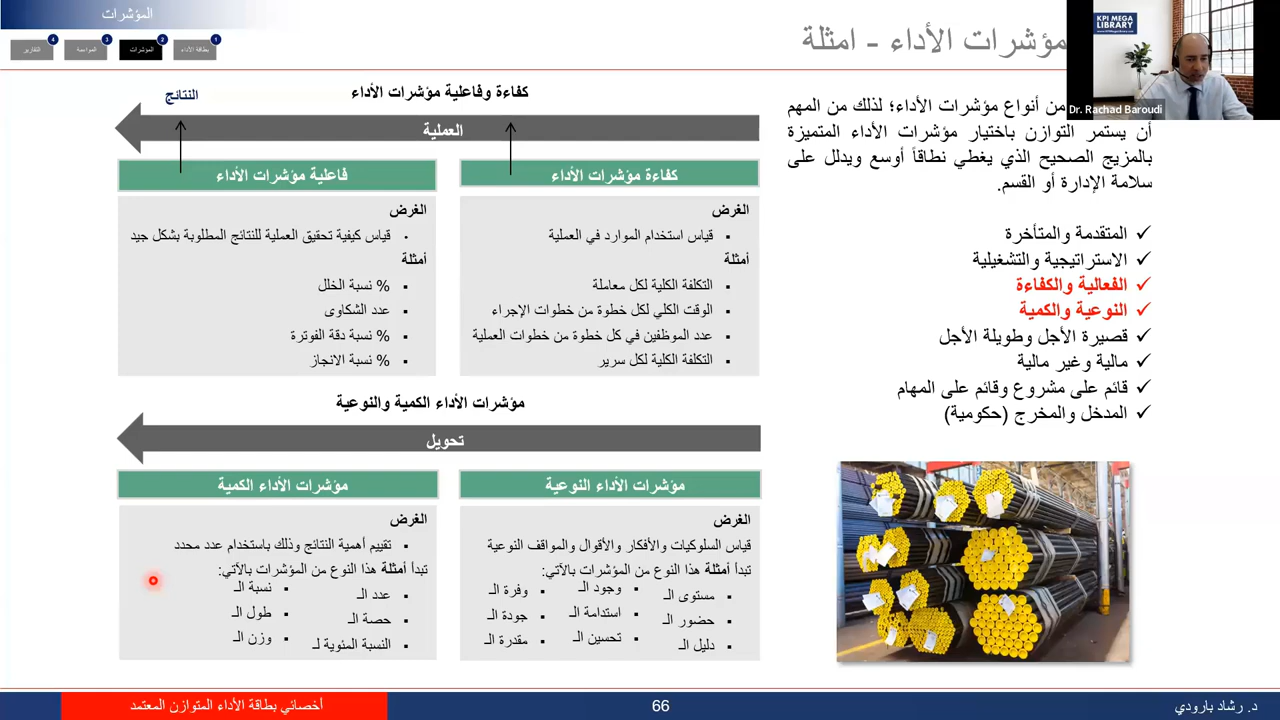 المؤشرات
1 بطاقة الأداء
2 المؤشرات
3 المواءمة
4 التقارير
مؤشرات الأداء - امثلة
KPI MEGA
LIBRARY
Dr. Rachad Baroudi
من أنواع مؤشرات الأداء؛ لذلك من المهم
أن يستمر التوازن باختيار مؤشرات الأداء المتميزة
بالمزيج الصحيح الذي يغطي نطاقاً أوسع ويدلل على
سلامة الإدارة أو القسم.
✓ المتقدمة والمتأخرة
✓ الاستراتيجية والتشغيلية
✓ الفعالية والكفاءة
✓ النوعية والكمية
✓ قصيرة الأجل وطويلة الأجل
✓ مالية وغير مالية
✓ قائم على مشروع وقائم على المهام
✓ المدخل والمخرج (حكومية)
كفاءة وفاعلية مؤشرات الأداء
النتائج
العملية
كفاءة مؤشرات الأداء
الغرض
▪ قياس استخدام الموارد في العملية
أمثلة
▪ التكلفة الكلية لكل معاملة
▪ الوقت الكلي لكل خطوة من خطوات الإجراء
▪ عدد الموظفين في كل خطوة من خطوات العملية
▪ التكلفة الكلية لكل سرير
فاعلية مؤشرات الأداء
الغرض
▪ قياس كيفية تحقيق العملية للنتائج المطلوبة بشكل جيد
أمثلة
▪ % نسبة الخلل
▪ عدد الشكاوى
▪ % نسبة دقة الفوترة
▪ % نسبة الانجاز
مؤشرات الأداء الكمية والنوعية
تحويل
مؤشرات الأداء النوعية
الغرض
قياس السلوكيات والأفكار والأقوال والمواقف النوعية
تبدأ أمثلة هذا النوع من المؤشرات بالآتي:
▪ مستوى الـ ▪ وجود الـ ▪ وفرة الـ
▪ حضور الـ ▪ استدامة الـ ▪ جودة الـ
▪ دليل الـ ▪ تحسين الـ ▪ مقدرة الـ
مؤشرات الأداء الكمية
الغرض
تقييم أهمية النتائج وذلك باستخدام عدد محدد
تبدأ أمثلة هذا النوع من المؤشرات بالآتي:
▪ عدد الـ ▪ نسبة الـ
▪ حصة الـ ▪ طول الـ
▪ النسبة المئوية لـ ▪ وزن الـ
د. رشاد بارودي
66
أخصائي بطاقة الأداء المتوازن المعتمد